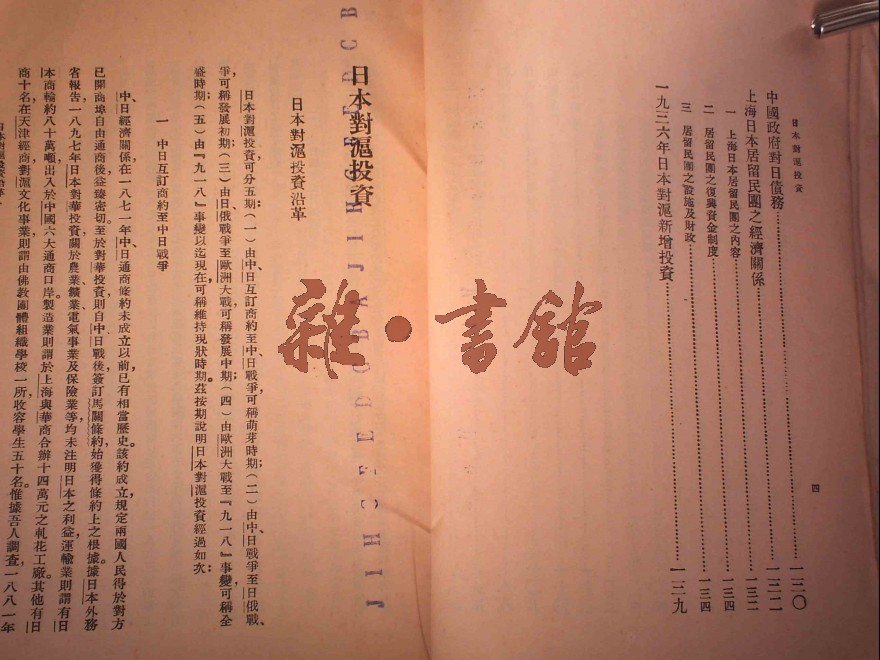 日本對滬投資
四
中國政府對日債務……一二〇
上海日本居留民團之經濟關係……一三二
一 上海日本居留民團之內容……一三二
二 居留民團之復興資金制度……一三四
三 居留民團之設施及財政……一三四
一九三六年日本對滬新增投資……一三九
日本對滬投資
日本對滬投資沿革
日本對滬投資可分五期：（一）由中、日互訂商約至中、日戰爭可稱萌芽時期；（二）由中、日戰爭至日俄戰、
爭，可稱發展初期；（三）由日、俄戰爭至歐洲大戰，可稱發展中期；（四）由歐洲大戰至『九一八』事變，可稱全
盛時期；（五）由『九一八』事變以迄現在，可稱維持現狀時期。茲按期說明日本對滬投資經過如次：
一 中日互訂商約至中日戰爭
中、日經濟關係，在一八七一年中、日通商條約未成立以前，已有相當歷史。該約成立，規定兩國人民得於對方
已開商埠自由通商後，益臻密切。至於對華投資，則自中、日戰後，簽訂馬關條約，始獲得條約上之根據。據日本外務
省報告，一八九七年日本對華投資，關於農業、鑛業、電氣事業及保險業等，均未注明日本之利益，運輸業則謂有日
本商輪約八十萬噸，出入於中國六大通商口岸。製造業則謂於上海與華商合辦十四萬元之軋花工廠。其他有日
商十名，在天津經商，對滬文化事業，則謂由佛敎團體組織學校一所，收容學生五十名。惟據吾人調查，一八八一年
日本對滬投資沿革
雜·書館